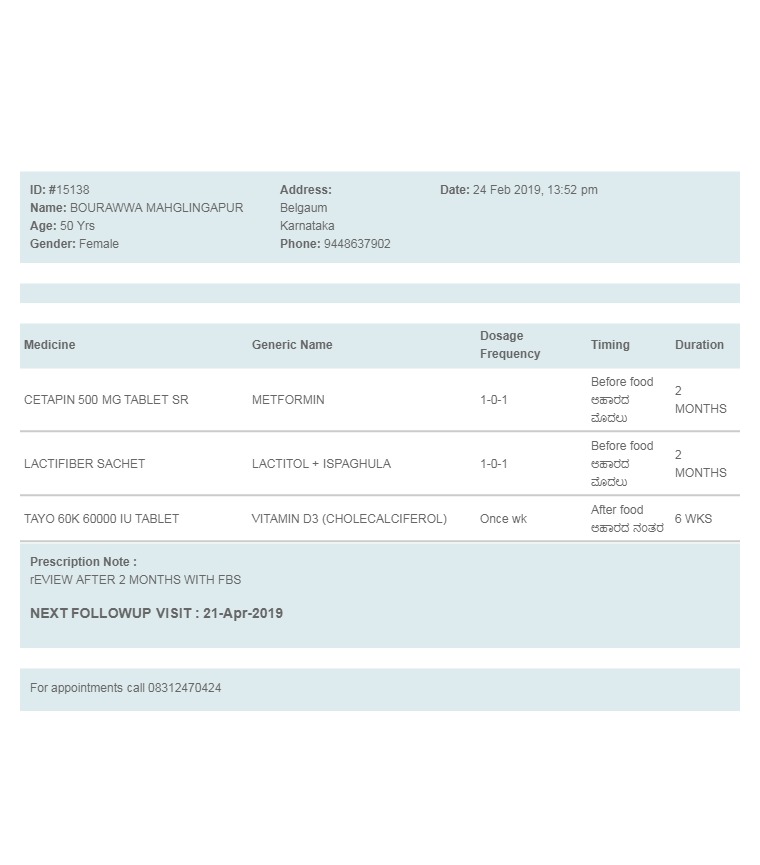 ID: #15138
Name: BOURAWWA MAHGLINGAPUR
Age: 50 Yrs
Gender: Female
Address:
Belgaum
Karnataka
Phone: 9448637902
Date: 24 Feb 2019, 13:52 pm
Medicine Generic Name Dosage Frequency Timing Duration
CETAPIN 500 MG TABLET SR METFORMIN 1-0-1 Before food ಆಹಾರದ ಮೊದಲು 2 MONTHS
LACTIFIBER SACHET LACTITOL + ISPAGHULA 1-0-1 Before food ಆಹಾರದ ಮೊದಲು 2 MONTHS
TAYO 60K 60000 IU TABLET VITAMIN D3 (CHOLECALCIFEROL) Once wk After food ಆಹಾರದ ನಂತರ 6 WKS
Prescription Note :
rEVIEW AFTER 2 MONTHS WITH FBS
NEXT FOLLOWUP VISIT : 21-Apr-2019
For appointments call 08312470424